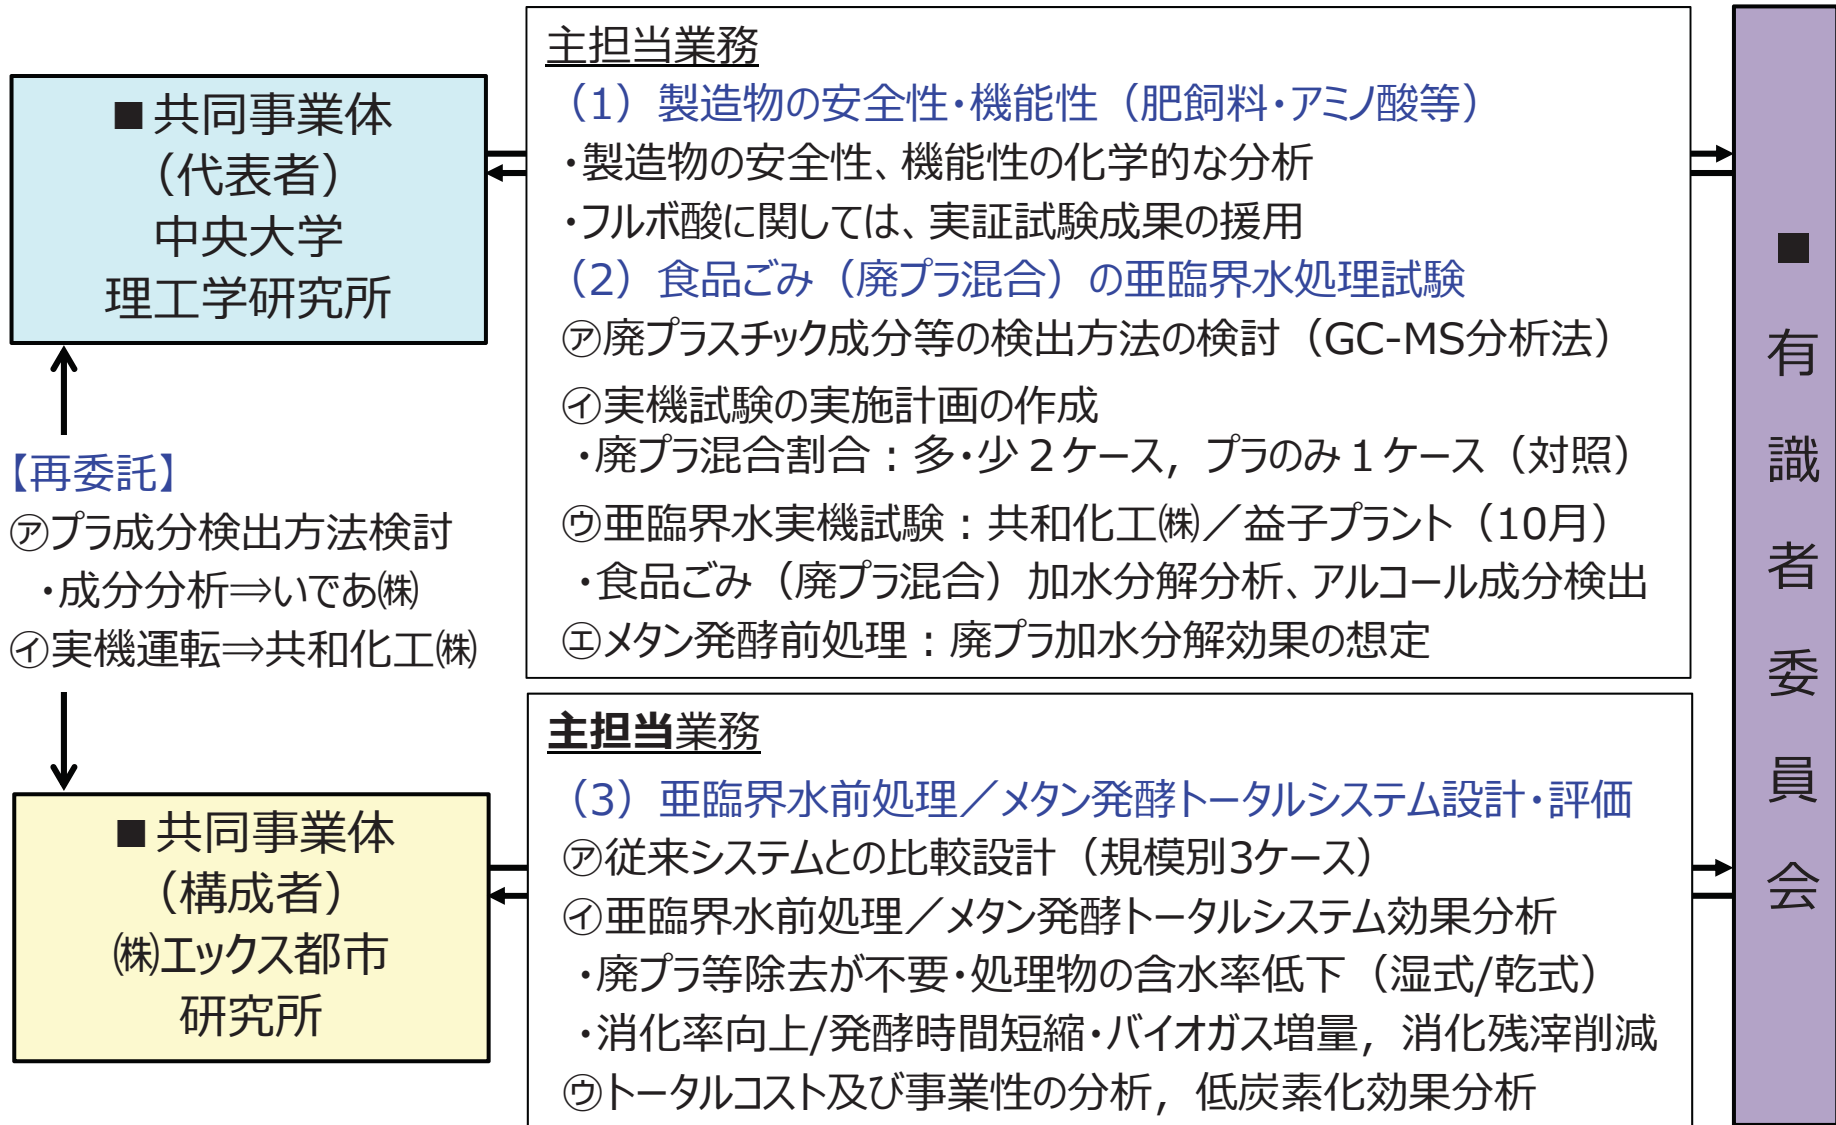 ■共同事業体
（代表者）
中央大学
理工学研究所
【再委託】
㋐プラ成分検出方法検討
・成分分析⇒いであ㈱
㋑実機運転⇒共和化工㈱
■共同事業体
（構成者）
㈱エックス都市
研究所
主担当業務
（1）製造物の安全性・機能性（肥飼料・アミノ酸等）
・製造物の安全性、機能性の化学的な分析
・フルボ酸に関しては、実証試験成果の援用
（2）食品ごみ（廃プラ混合）の亜臨界水処理試験
㋐廃プラスチック成分等の検出方法の検討（GC-MS分析法）
㋑実機試験の実施計画の作成
・廃プラ混合割合：多・少２ケース，プラのみ１ケース（対照）
㋒亜臨界水実機試験：共和化工㈱／益子プラント（10月）
・食品ごみ（廃プラ混合）加水分解分析、アルコール成分検出
㋓メタン発酵前処理：廃プラ加水分解効果の想定
主担当業務
（3）亜臨界水前処理／メタン発酵トータルシステム設計・評価
㋐従来システムとの比較設計（規模別3ケース）
㋑亜臨界水前処理／メタン発酵トータルシステム効果分析
・廃プラ等除去が不要・処理物の含水率低下（湿式/乾式）
・消化率向上/発酵時間短縮・バイオガス増量，消化残滓削減
㋒トータルコスト及び事業性の分析，低炭素化効果分析
■有識者委員会